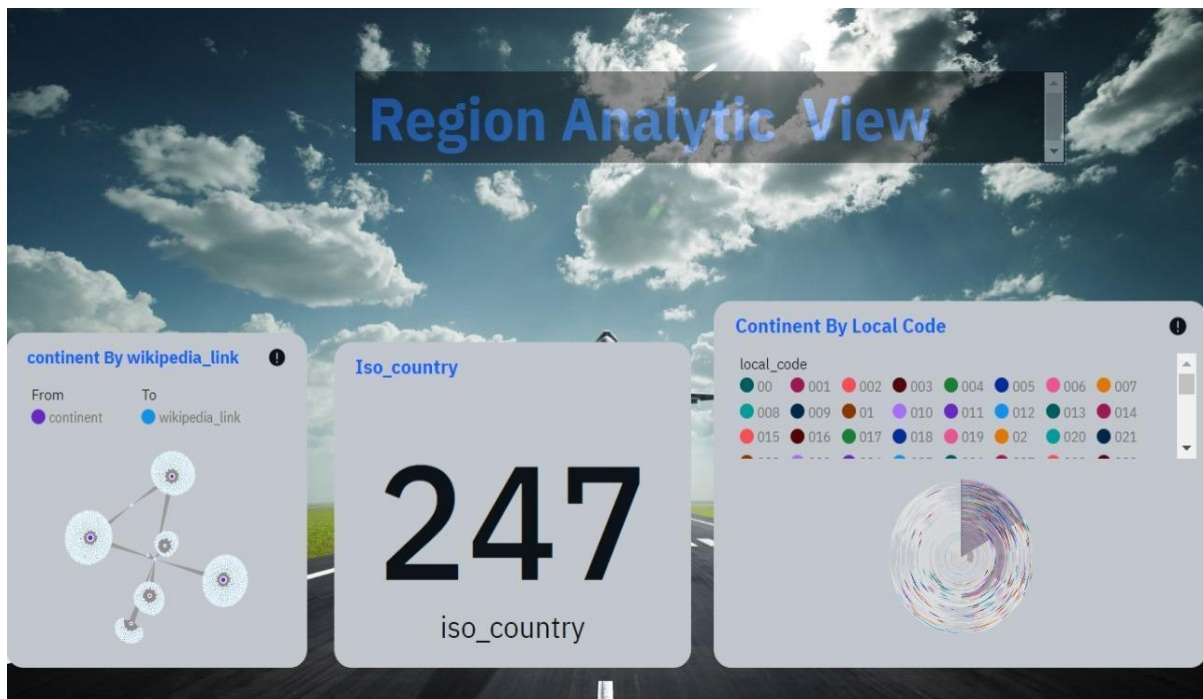 Region Analytic View
continent By wikipedia_link
From To
continent wikipedia_link
Iso_country
247
iso_country
Continent By Local Code
local_code
00 001 002 003 004 005 006 007
008 009 01 010 011 012 013 014
015 016 017 018 019 02 020 021